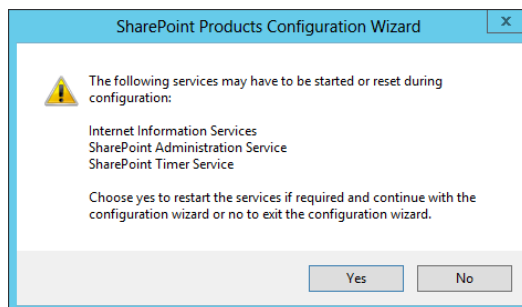 SharePoint Products Configuration Wizard
x
The following services may have to be started or reset during
configuration:
Internet Information Services
SharePoint Administration Service
SharePoint Timer Service
Choose yes to restart the services if required and continue with the
configuration wizard or no to exit the configuration wizard.
Yes
No